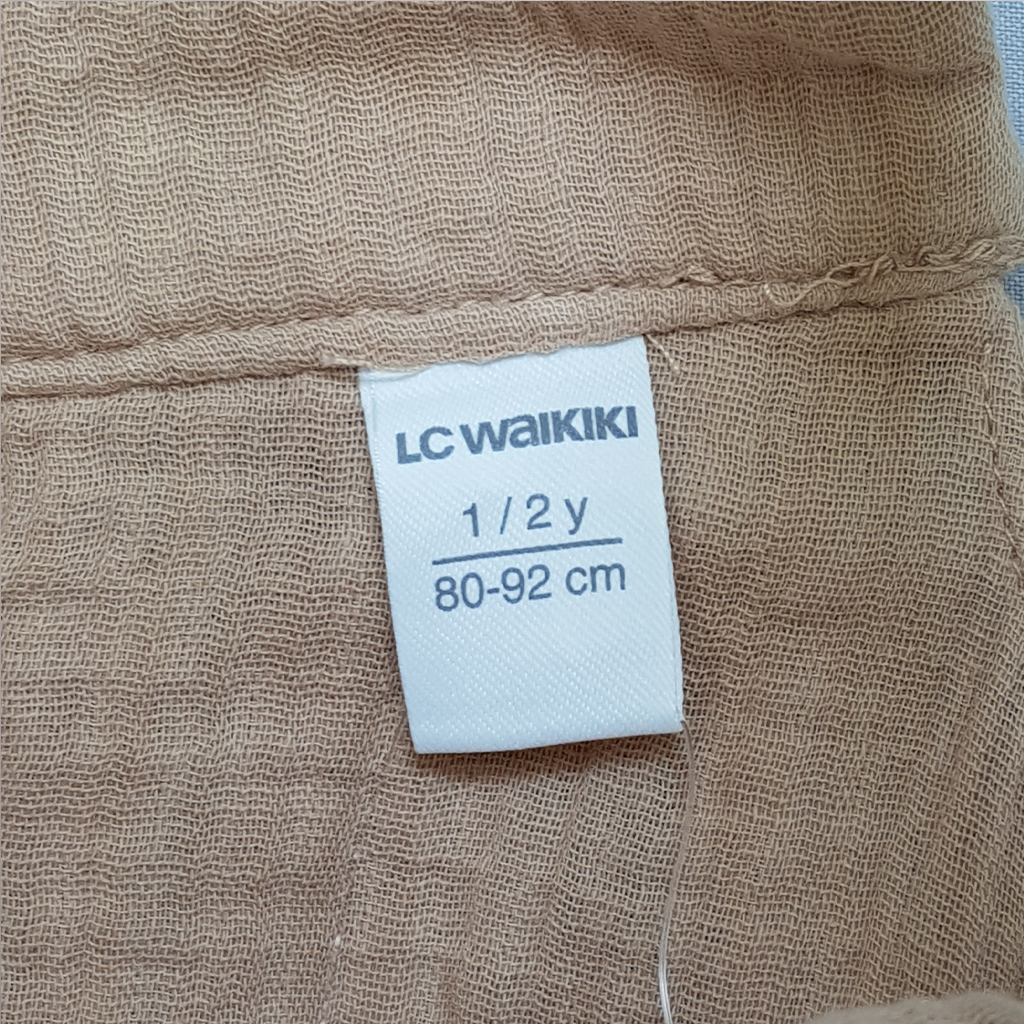 LC WAIKIKI
1 / 2 y
80-92 cm